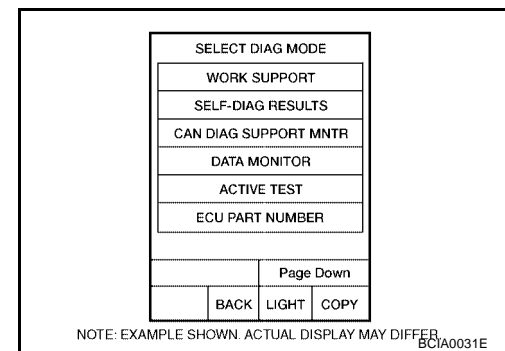 SELECT DIAG MODE
WORK SUPPORT
SELF-DIAG RESULTS
CAN DIAG SUPPORT MNTR
DATA MONITOR
ACTIVE TEST
ECU PART NUMBER
Page Down
BACK LIGHT COPY
NOTE: EXAMPLE SHOWN. ACTUAL DISPLAY MAY DIFFER.
BCIA0031E